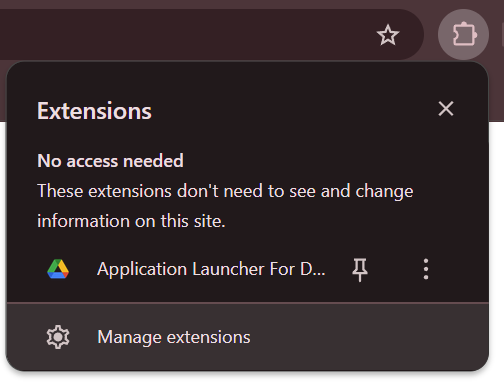 Extensions
No access needed
These extensions don't need to see and change
information on this site.
Application Launcher For D...
Manage extensions